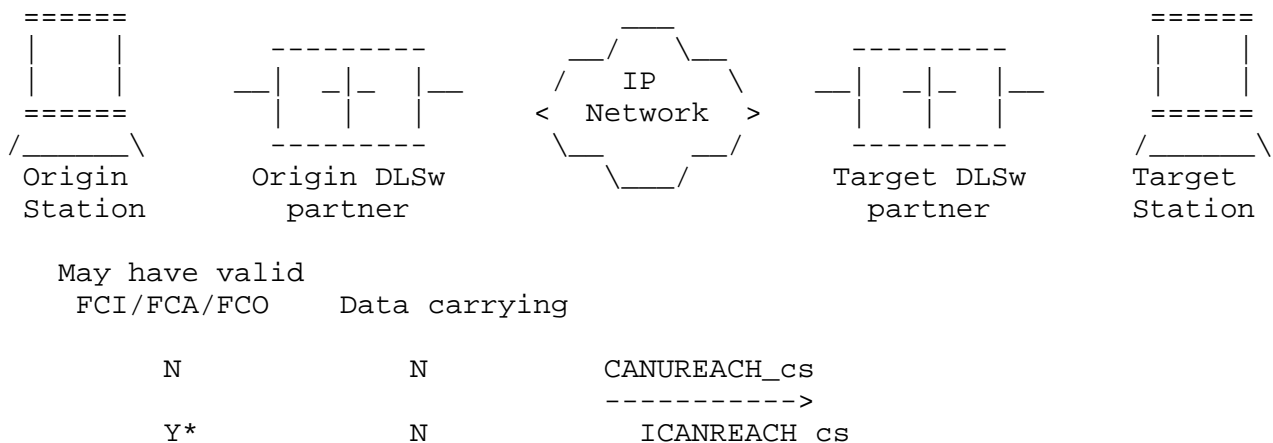 IP
Network
Origin Origin DLSw Target DLSw Target
Station partner partner Station
May have valid
FCI/FCA/FCO Data carrying
N N CANUREACH_cs
----------->
Y* N ICANREACH_cs